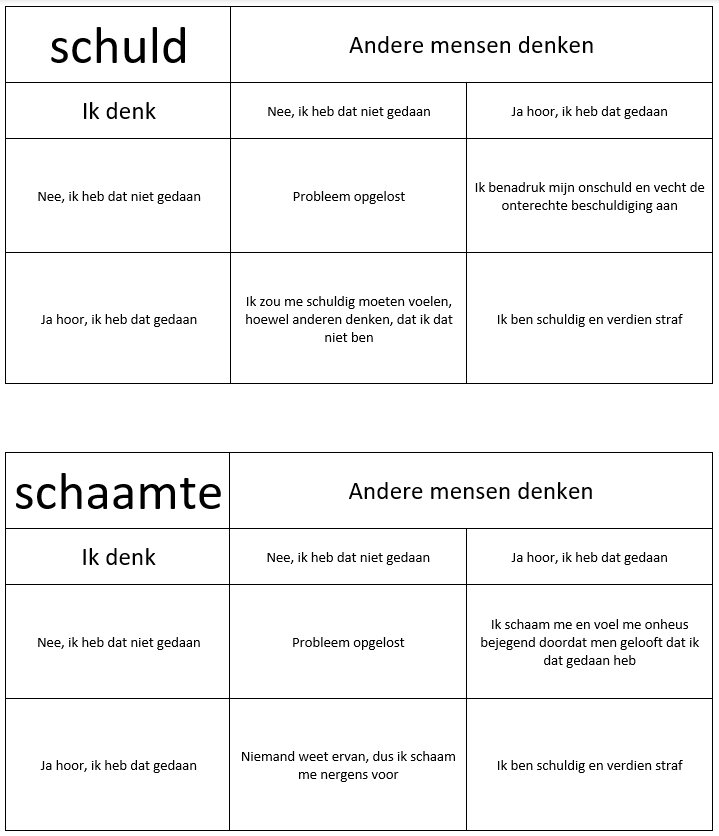 schuld
Andere mensen denken
Ik denk
Nee, ik heb dat niet gedaan
Ja hoor, ik heb dat gedaan
Nee, ik heb dat niet gedaan
Probleem opgelost
Ik benadruk mijn onschuld en vecht de
onterechte beschuldiging aan
Ja hoor, ik heb dat gedaan
Ik zou me schuldig moeten voelen,
hoewel anderen denken, dat ik dat
niet ben
Ik ben schuldig en verdien straf
schaamte
Andere mensen denken
Ik denk
Nee, ik heb dat niet gedaan
Ja hoor, ik heb dat gedaan
Nee, ik heb dat niet gedaan
Probleem opgelost
Ik schaam me en voel me onheus
bejegend doordat men gelooft dat ik
dat gedaan heb
Ja hoor, ik heb dat gedaan
Niemand weet ervan, dus ik schaam
me nergens voor
Ik ben schuldig en verdien straf